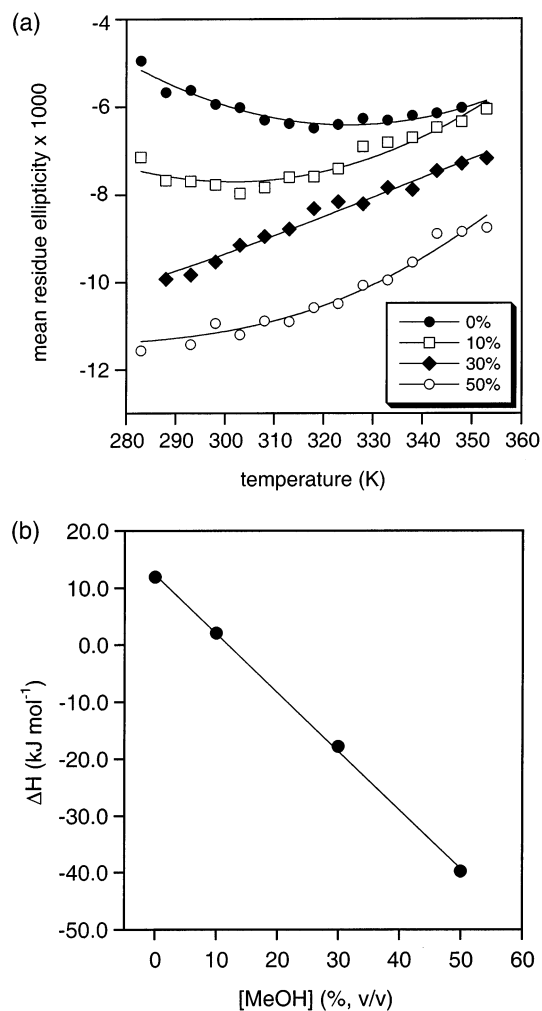 (a)
-4
-6
-8
-10
-12
mean residue ellipticity x 1000
0%
10%
30%
50%
280 290 300 310 320 330 340 350 360
temperature (K)
(b)
20.0
10.0
0.0
-10.0
-20.0
-30.0
-40.0
-50.0
ΔH (kJ mol⁻¹)
0 10 20 30 40 50 60
[MeOH] (%, v/v)